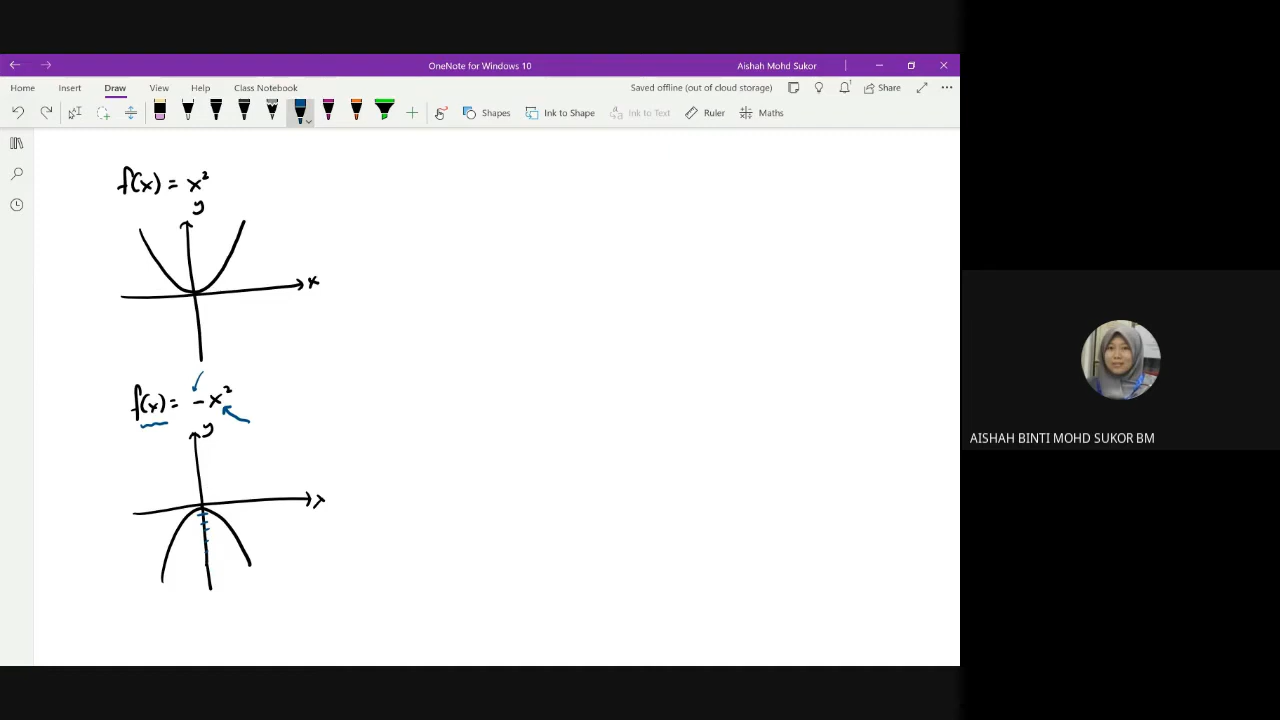 OneNote for Windows 10
Aishah Mohd Sukor
Home Insert Draw View Help Class Notebook
Saved offline (out of cloud storage)
Share
Shapes Ink to Shape Ink to Text Ruler Maths
f(x) = x²
y
x
f(x) = -x²
y
x
AISHAH BINTI MOHD SUKOR BM